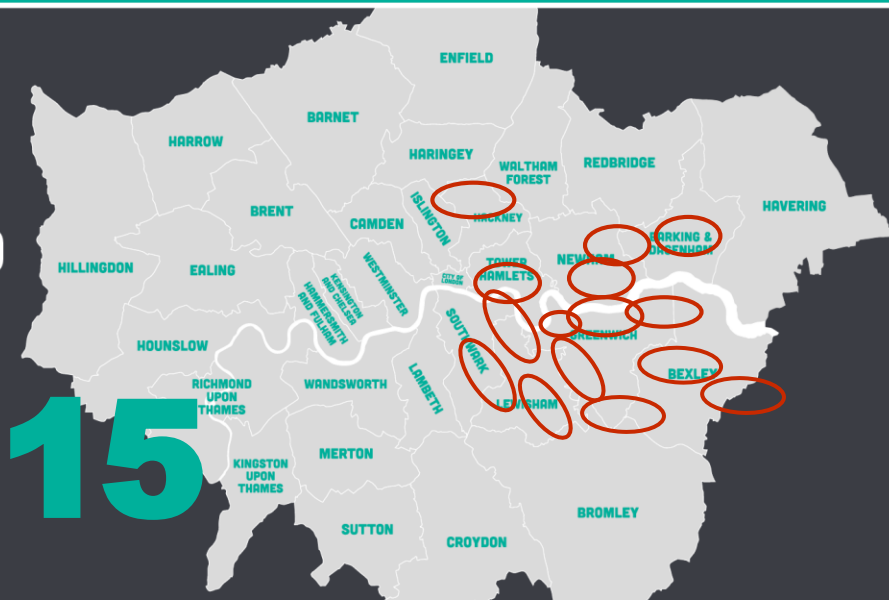 ENFIELD
BARNET
HARROW
HARINGEY
WALTHAM
FOREST
REDBRIDGE
HAVERING
ISLINGTON
HACKNEY
BRENT
CAMDEN
BARKING &
DAGENHAM
HILLINGDON
EALING
WESTMINSTER
CITY OF
LONDON
TOWER
HAMLETS
NEWHAM
KENSINGTON
AND CHELSEA
HAMMERSMITH
AND FULHAM
HOUNSLOW
SOUTHWARK
GREENWICH
BEXLEY
RICHMOND
UPON
THAMES
WANDSWORTH
LAMBETH
LEWISHAM
15
MERTON
KINGSTON
UPON
THAMES
BROMLEY
SUTTON
CROYDON